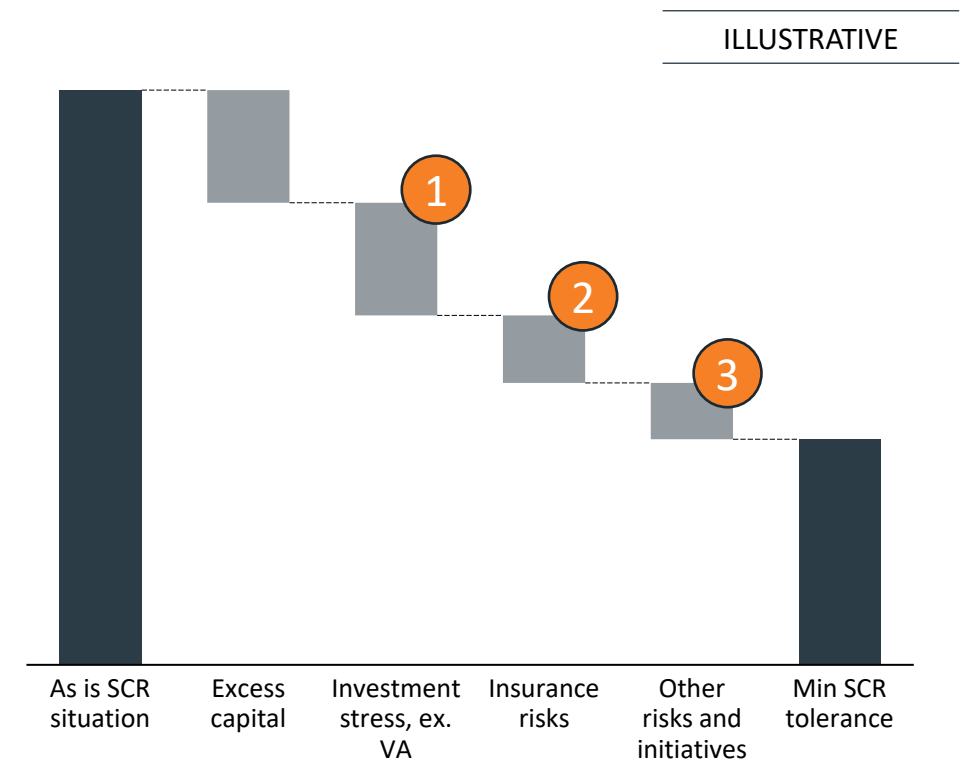 ILLUSTRATIVE
1
2
3
As is SCR
situation
Excess
capital
Investment
stress, ex.
VA
Insurance
risks
Other
risks and
initiatives
Min SCR
tolerance